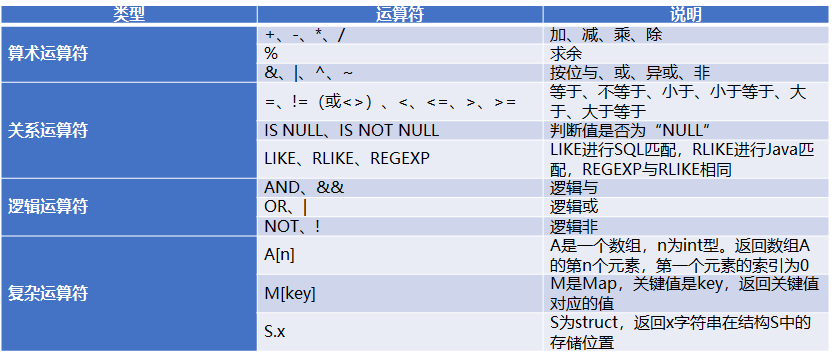 类型 运算符 说明
算术运算符
+、-、*、/ 加、减、乘、除
% 求余
&、|、^、~ 按位与、或、异或、非
关系运算符
=、!=（或<>）、<、<=、>、>= 等于、不等于、小于、小于等于、大
于、大于等于
IS NULL、IS NOT NULL 判断值是否为“NULL“
LIKE、RLIKE、REGEXP LIKE进行SQL匹配，RLIKE进行Java匹
配，REGEXP与RLIKE相同
逻辑运算符
AND、&& 逻辑与
OR、| 逻辑或
NOT、! 逻辑非
复杂运算符
A[n] A是一个数组，n为int型。返回数组A
的第n个元素，第一个元素的索引为0
M[key] M是Map，关键值是key，返回关键值
对应的值
S.x S为struct，返回x字符串在结构S中的
存储位置